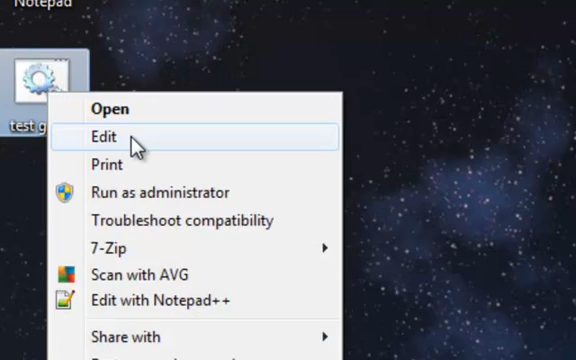 Notepad
test
Open
Edit
Print
Run as administrator
Troubleshoot compatibility
7-Zip
Scan with AVG
Edit with Notepad++
Share with